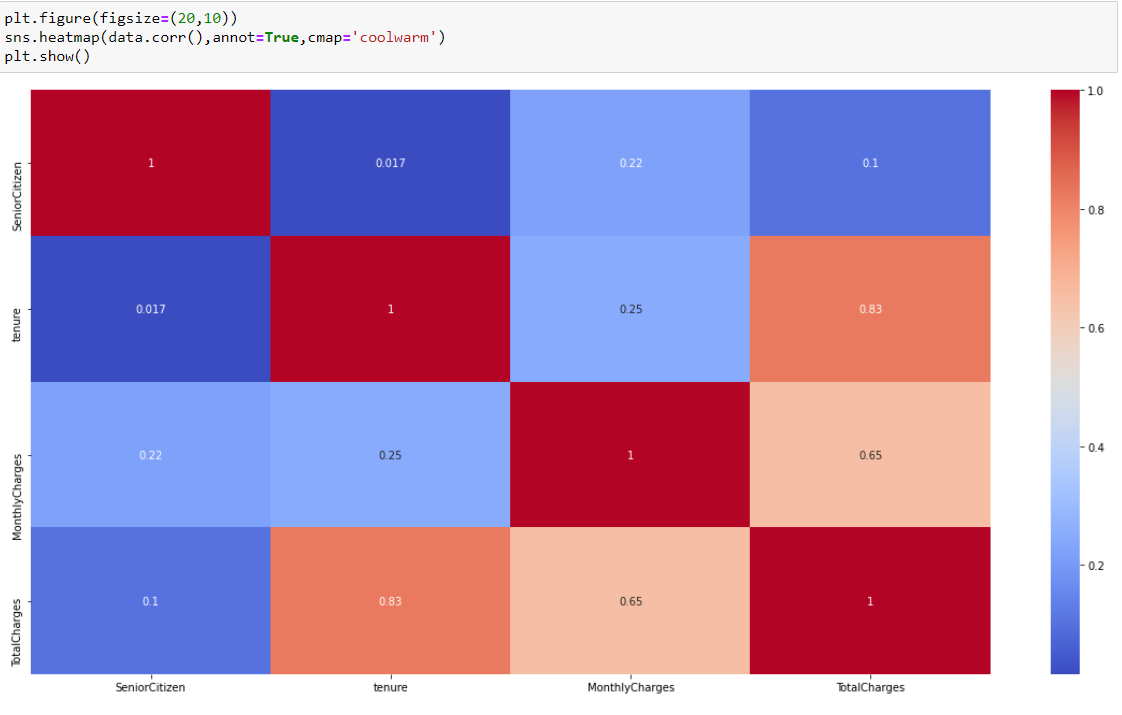 plt.figure(figsize=(20,10))
sns.heatmap(data.corr(),annot=True,cmap='coolwarm')
plt.show()
SeniorCitizen
1
0.017
0.22
0.1
tenure
0.017
1
0.25
0.83
MonthlyCharges
0.22
0.25
1
0.65
TotalCharges
0.1
0.83
0.65
1
SeniorCitizen
tenure
MonthlyCharges
TotalCharges
1.0
0.8
0.6
0.4
0.2